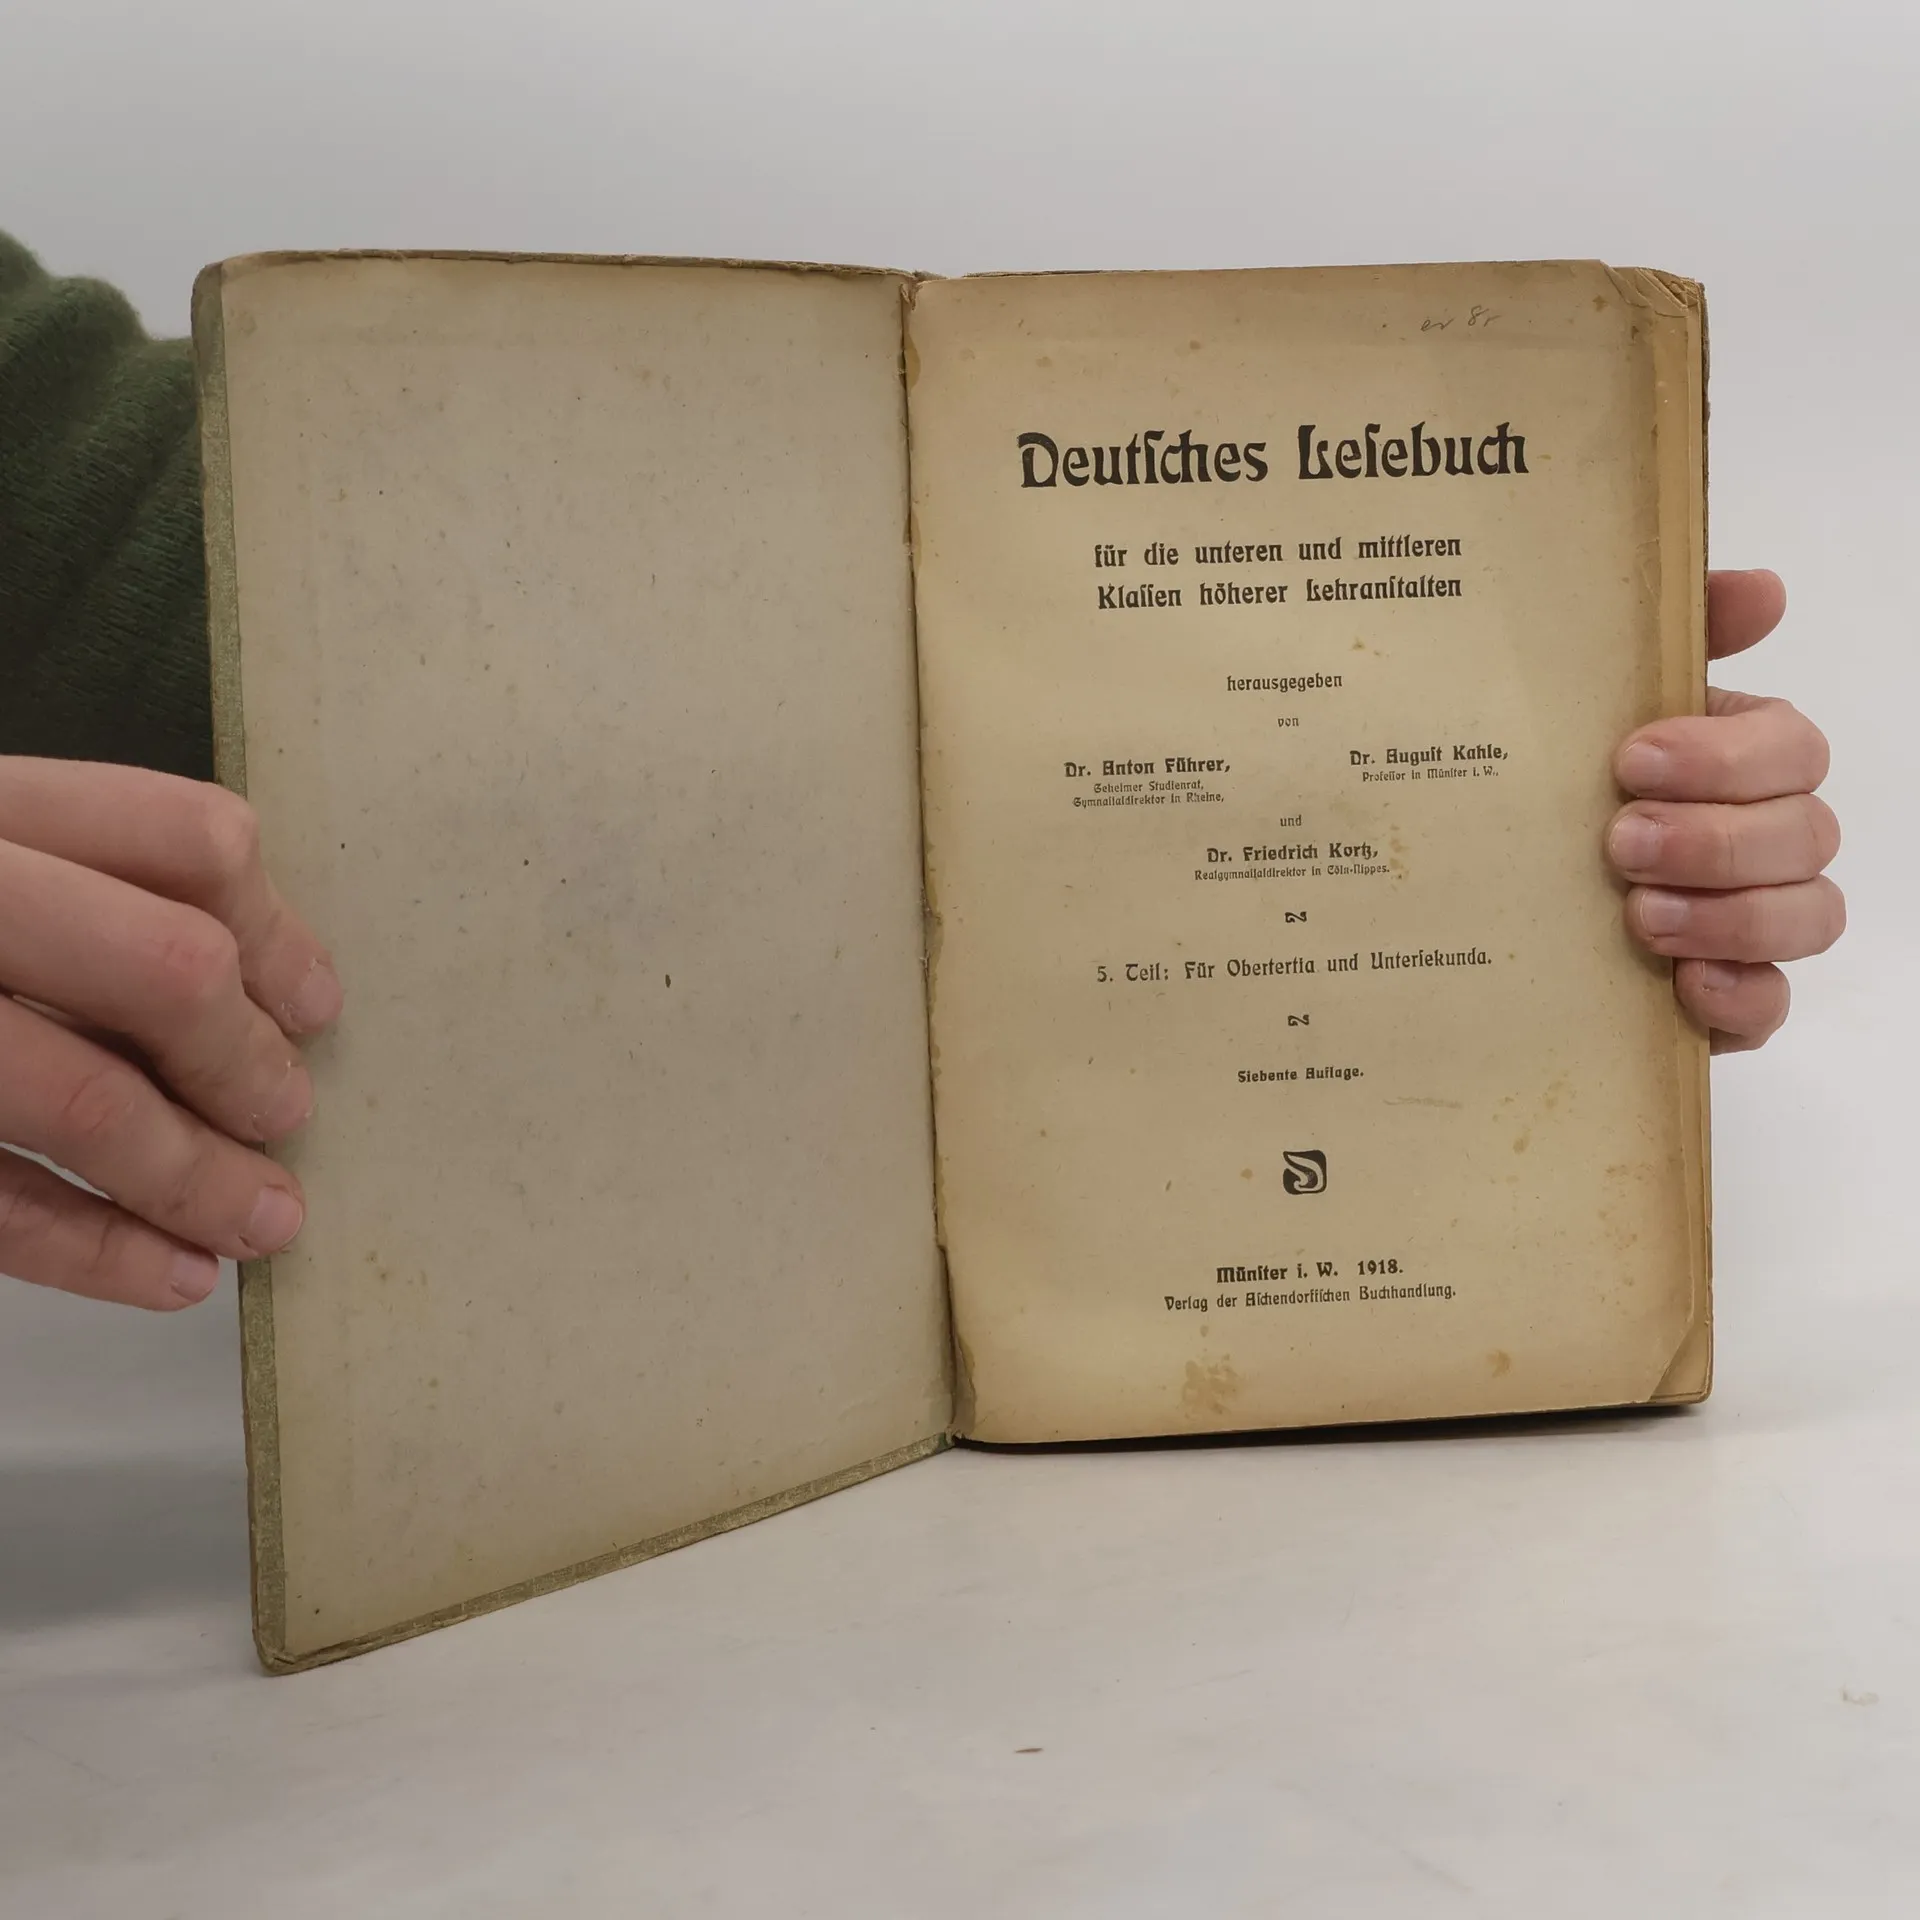 Deutſches Leſebuch
für die unteren und mittleren
Klaſſen höherer Lehranſtalten
herausgegeben
von
Dr. Anton Führer,
Geheimer Studienrat,
Gymnaſialdirektor in Rheine,
Dr. Auguſt Kahle,
Profeſſor in Münſter i. W.,
und
Dr. Friedrich Kortz,
Realgymnaſialdirektor in Cöln-Nippes.
5. Teil: Für Obertertia und Unterſekunda.
Siebente Auflage.
Münſter i. W. 1918.
Verlag der Aſchendorffſchen Buchhandlung.